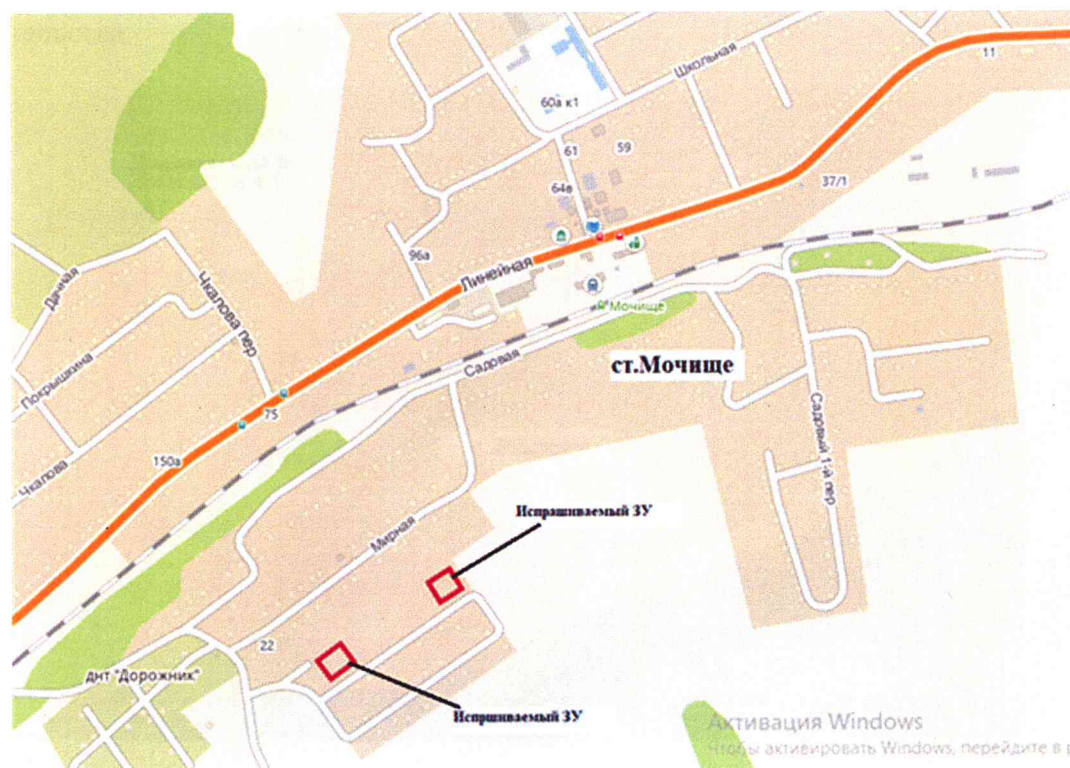 11
Школьная
60а к1
61
59
64в
37/1
96а
Линейная
Дачная
Чкалова пер
Мочище
Садовая
ст.Мочище
Покрышкина
75
Садовый 1-й пер
150а
Чкалова
Испрашиваемый ЗУ
Мирная
22
днт "Дорожник"
Испршиваемый ЗУ
Активация Windows
Чтобы активировать Windows, перейдите в р